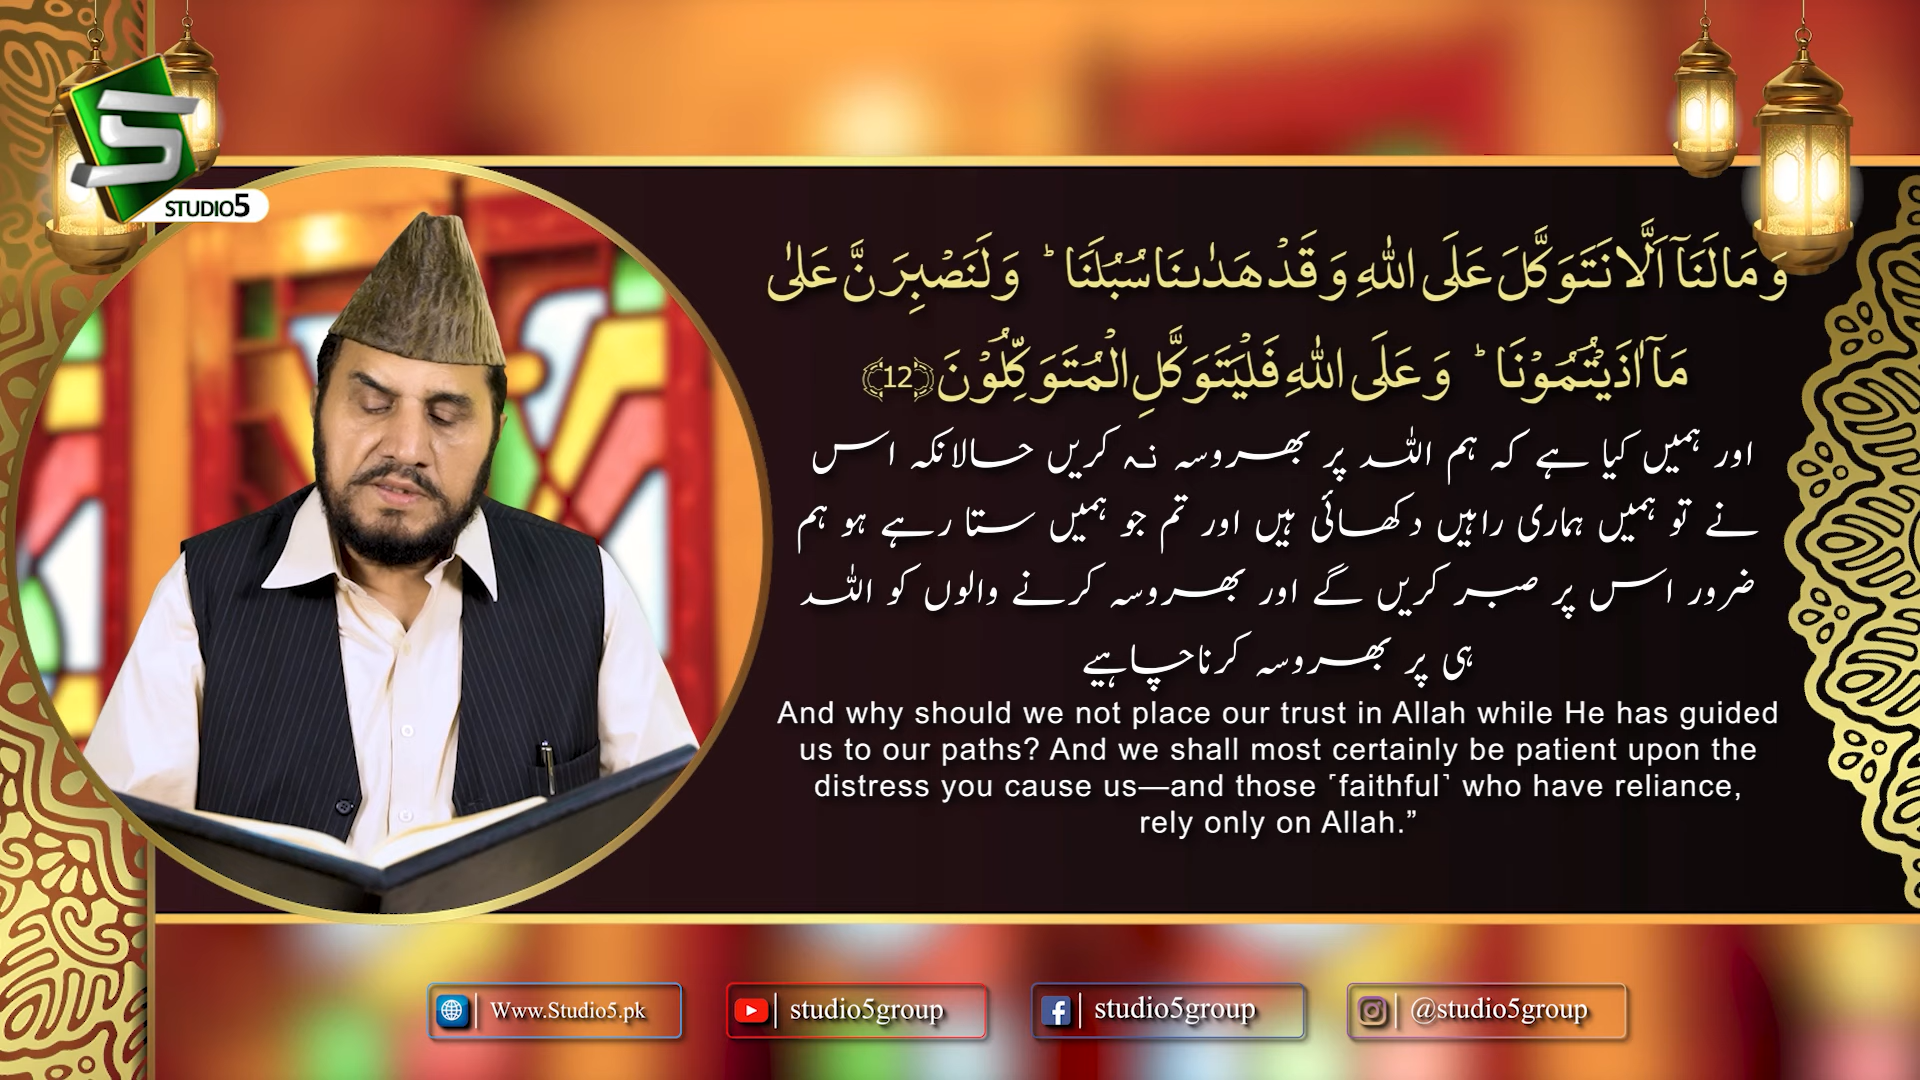 STUDIO5
وَ مَا لَنَاۤ اَلَّا نَتَوَكَّلَ عَلَى اللّٰهِ وَ قَدْ هَدٰىنَا سُبُلَنَاؕ وَ لَنَصْبِرَنَّ عَلٰى
مَاۤ اٰذَیْتُمُوْنَاؕ وَ عَلَى اللّٰهِ فَلْیَتَوَكَّلِ الْمُتَوَكِّلُوْنَ ﴿12﴾
اور ہمیں کیا ہے کہ ہم اللہ پر بھروسہ نہ کریں حالانکہ اس
نے تو ہمیں ہماری راہیں دکھائی ہیں اور تم جو ہمیں ستا رہے ہو ہم
ضرور اس پر صبر کریں گے اور بھروسہ کرنے والوں کو اللہ
ہی پر بھروسہ کرناچاہیے
And why should we not place our trust in Allah while He has guided
us to our paths? And we shall most certainly be patient upon the
distress you cause us—and those ˹faithful˺ who have reliance,
rely only on Allah.”
Www.Studio5.pk
studio5group
studio5group
@studio5group